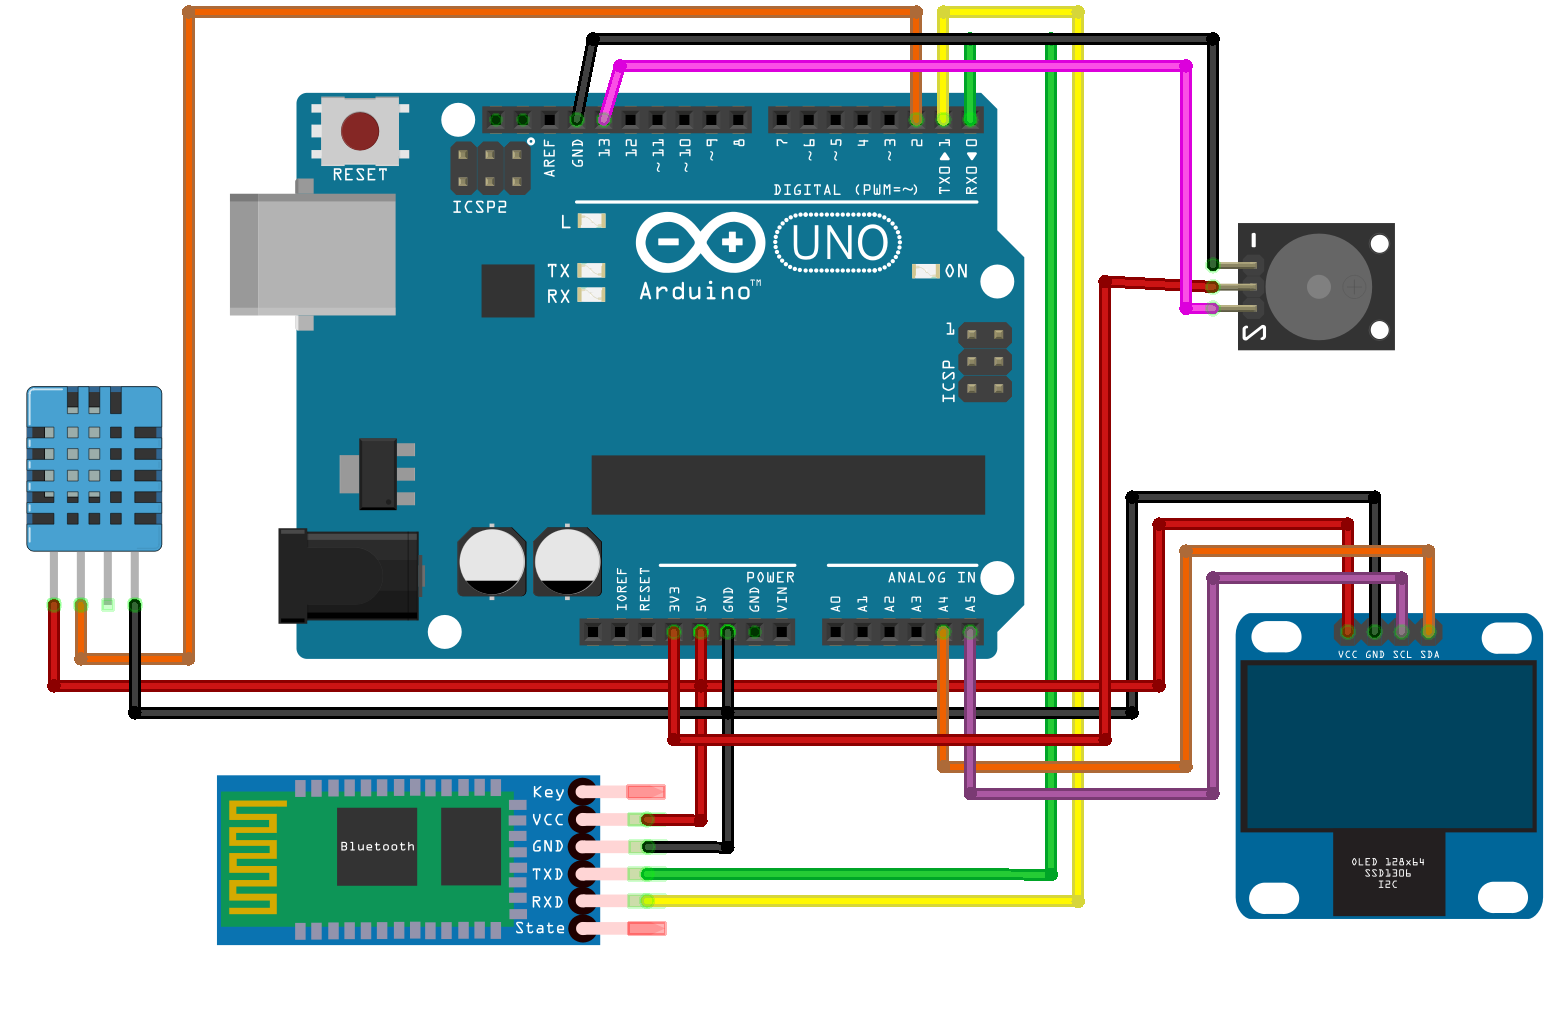 RESET
ICSP2
AREF
GND
13
12
~11
~10
~9
8
7
~6
~5
4
~3
2
TX0▶1
RX0◀0
DIGITAL (PWM=~)
L
TX
RX
UNO
Arduino™
ON
1
ICSP
S
POWER
ANALOG IN
IOREF
RESET
3V3
5V
GND
GND
VIN
A0
A1
A2
A3
A4
A5
VCC GND SCL SDA
OLED 128x64
SSD1306
I2C
Bluetooth
Key
VCC
GND
TXD
RXD
State